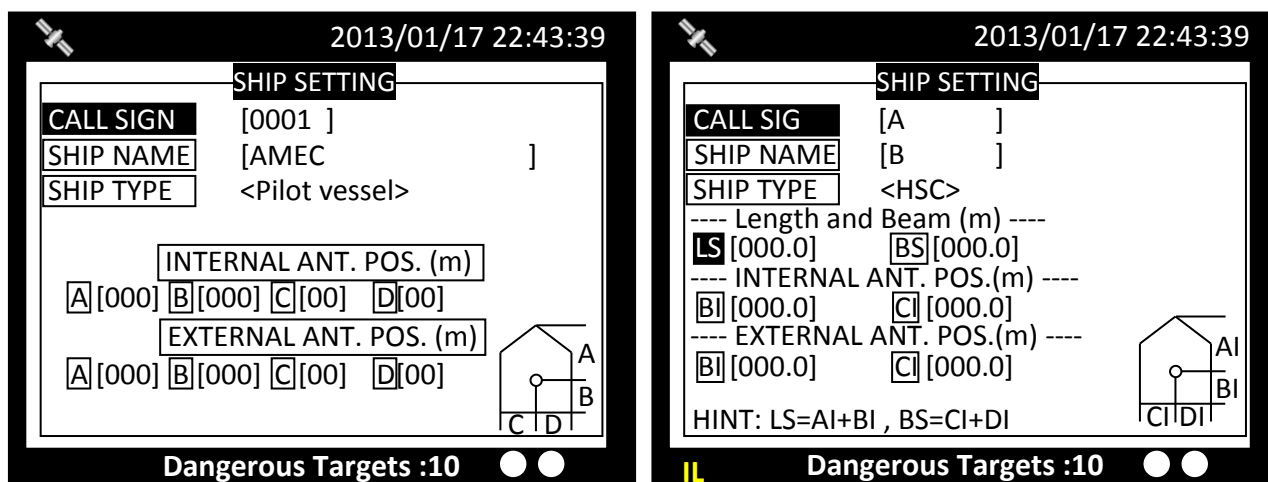 2013/01/17 22:43:39
SHIP SETTING
CALL SIGN [0001 ]
SHIP NAME [AMEC ]
SHIP TYPE <Pilot vessel>
INTERNAL ANT. POS. (m)
A [000] B [000] C [00] D [00]
EXTERNAL ANT. POS. (m)
A [000] B [000] C [00] D [00]
A
B
C D
Dangerous Targets :10
2013/01/17 22:43:39
SHIP SETTING
CALL SIG [A ]
SHIP NAME [B ]
SHIP TYPE <HSC>
---- Length and Beam (m) ----
LS [000.0] BS [000.0]
---- INTERNAL ANT. POS.(m) ----
BI [000.0] CI [000.0]
---- EXTERNAL ANT. POS.(m) ----
BI [000.0] CI [000.0]
AI
BI
CI DI
HINT: LS=AI+BI , BS=CI+DI
IL Dangerous Targets :10